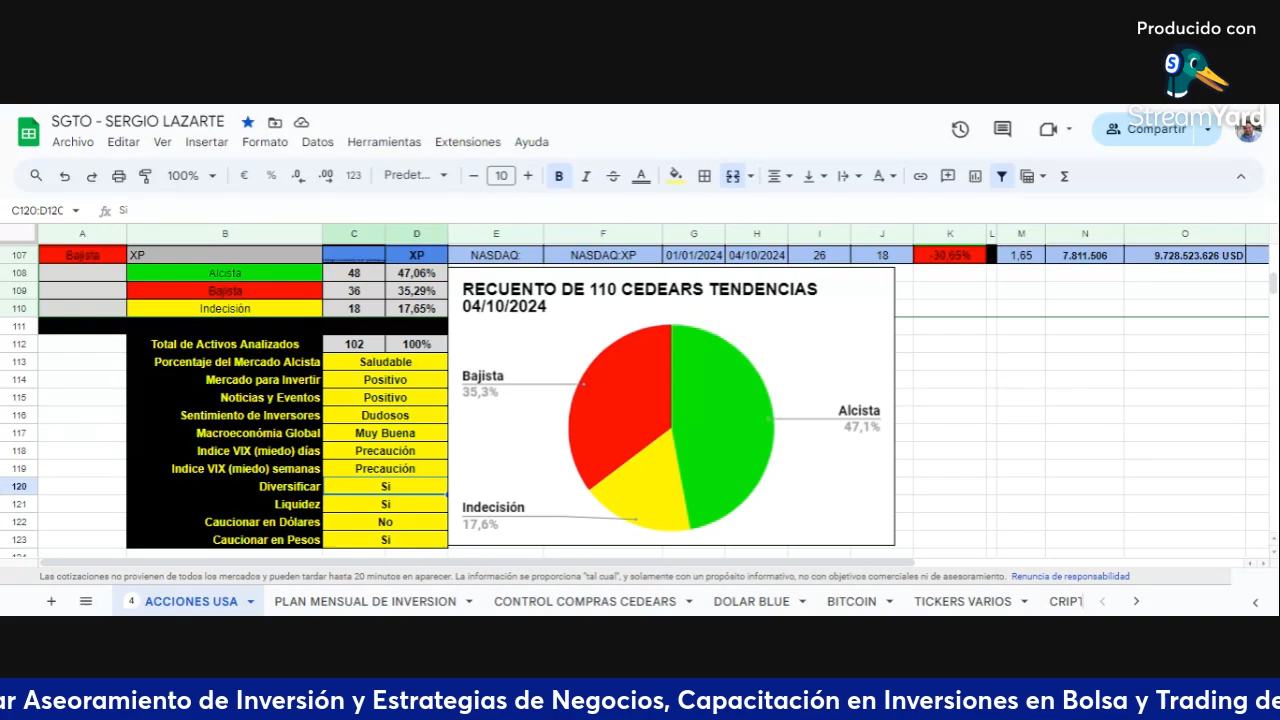 Producido con
StreamYard
SGTO - SERGIO LAZARTE
Archivo Editar Ver Insertar Formato Datos Herramientas Extensiones Ayuda
Compartir
100% € % .0 .00 123 Predet... − 10 + B I A Σ
C120:D12C fx Si
A B C D E F G H I J K L M N O
107 Bajista XP XP NASDAQ: NASDAQ:XP 01/01/2024 04/10/2024 26 18 -30,65% 1,65 7.811.506 9.728.523.626 USD
108 Alcista 48 47,06%
109 Bajista 36 35,29%
110 Indecisión 18 17,65%
111
112 Total de Activos Analizados 102 100%
113 Porcentaje del Mercado Alcista Saludable
114 Mercado para Invertir Positivo
115 Noticias y Eventos Positivo
116 Sentimiento de Inversores Dudosos
117 Macroeconómia Global Muy Buena
118 Indice VIX (miedo) días Precaución
119 Indice VIX (miedo) semanas Precaución
120 Diversificar Si
121 Liquidez Si
122 Caucionar en Dólares No
123 Caucionar en Pesos Si
RECUENTO DE 110 CEDEARS TENDENCIAS
04/10/2024
Bajista
35,3%
Alcista
47,1%
Indecisión
17,6%
Las cotizaciones no provienen de todos los mercados y pueden tardar hasta 20 minutos en aparecer. La información se proporciona "tal cual", y solamente con un propósito informativo, no con objetivos comerciales ni de asesoramiento. Renuncia de responsabilidad
+ 4 ACCIONES USA PLAN MENSUAL DE INVERSION CONTROL COMPRAS CEDEARS DOLAR BLUE BITCOIN TICKERS VARIOS CRIPT
ar Aseoramiento de Inversión y Estrategias de Negocios, Capacitación en Inversiones en Bolsa y Trading de